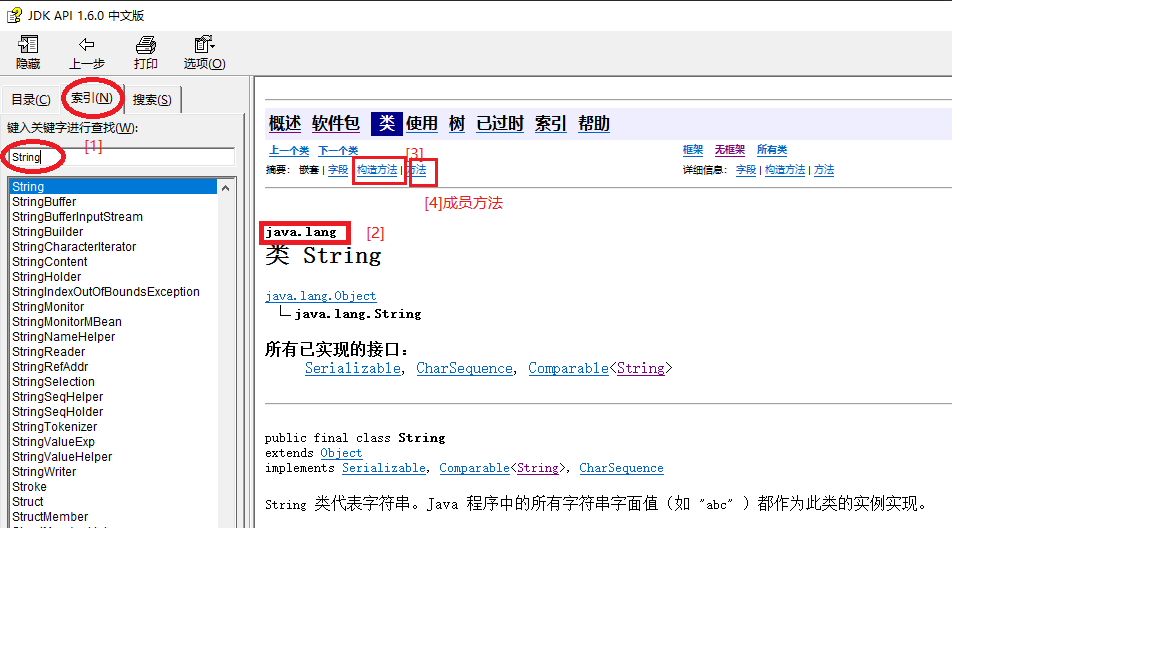 JDK API 1.6.0 中文版
隐藏 上一步 打印 选项(O)
目录(C) 索引(N) 搜索(S)
键入关键字进行查找(W):
[1]
String
String
StringBuffer
StringBufferInputStream
StringBuilder
StringCharacterIterator
StringContent
StringHolder
StringIndexOutOfBoundsException
StringMonitor
StringMonitorMBean
StringNameHelper
StringReader
StringRefAddr
StringSelection
StringSeqHelper
StringSeqHolder
StringTokenizer
StringValueExp
StringValueHelper
StringWriter
Stroke
Struct
StructMember
概述 软件包 类 使用 树 已过时 索引 帮助
上一个类 下一个类 框架 无框架 所有类
[3]
摘要: 嵌套 | 字段 | 构造方法 | 方法 详细信息: 字段 | 构造方法 | 方法
[4]成员方法
java.lang [2]
类 String
java.lang.Object
java.lang.String
所有已实现的接口:
Serializable, CharSequence, Comparable<String>
public final class String
extends Object
implements Serializable, Comparable<String>, CharSequence
String 类代表字符串。Java 程序中的所有字符串字面值（如 "abc" ）都作为此类的实例实现。